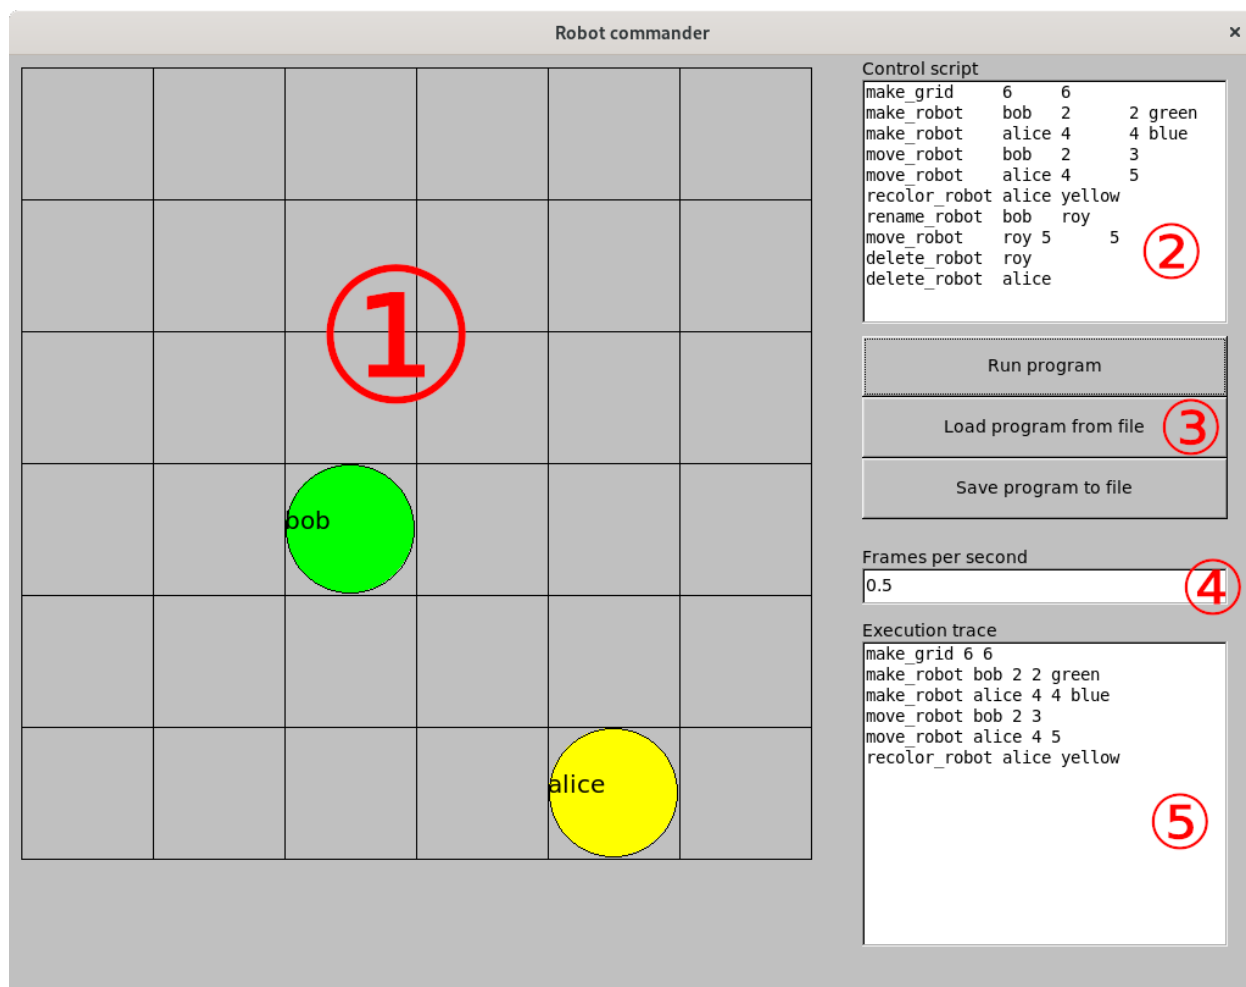 Robot commander ×
Control script
make_grid     6     6
make_robot    bob   2      2 green
make_robot    alice 4      4 blue
move_robot    bob   2      3
move_robot    alice 4      5
recolor_robot alice yellow
rename_robot  bob   roy
move_robot    roy 5      5
delete_robot  roy
delete_robot  alice
②
①
Run program
Load program from file ③
Save program to file
bob
Frames per second
0.5 ④
Execution trace
make_grid 6 6
make_robot bob 2 2 green
make_robot alice 4 4 blue
move_robot bob 2 3
move_robot alice 4 5
recolor_robot alice yellow
alice
⑤